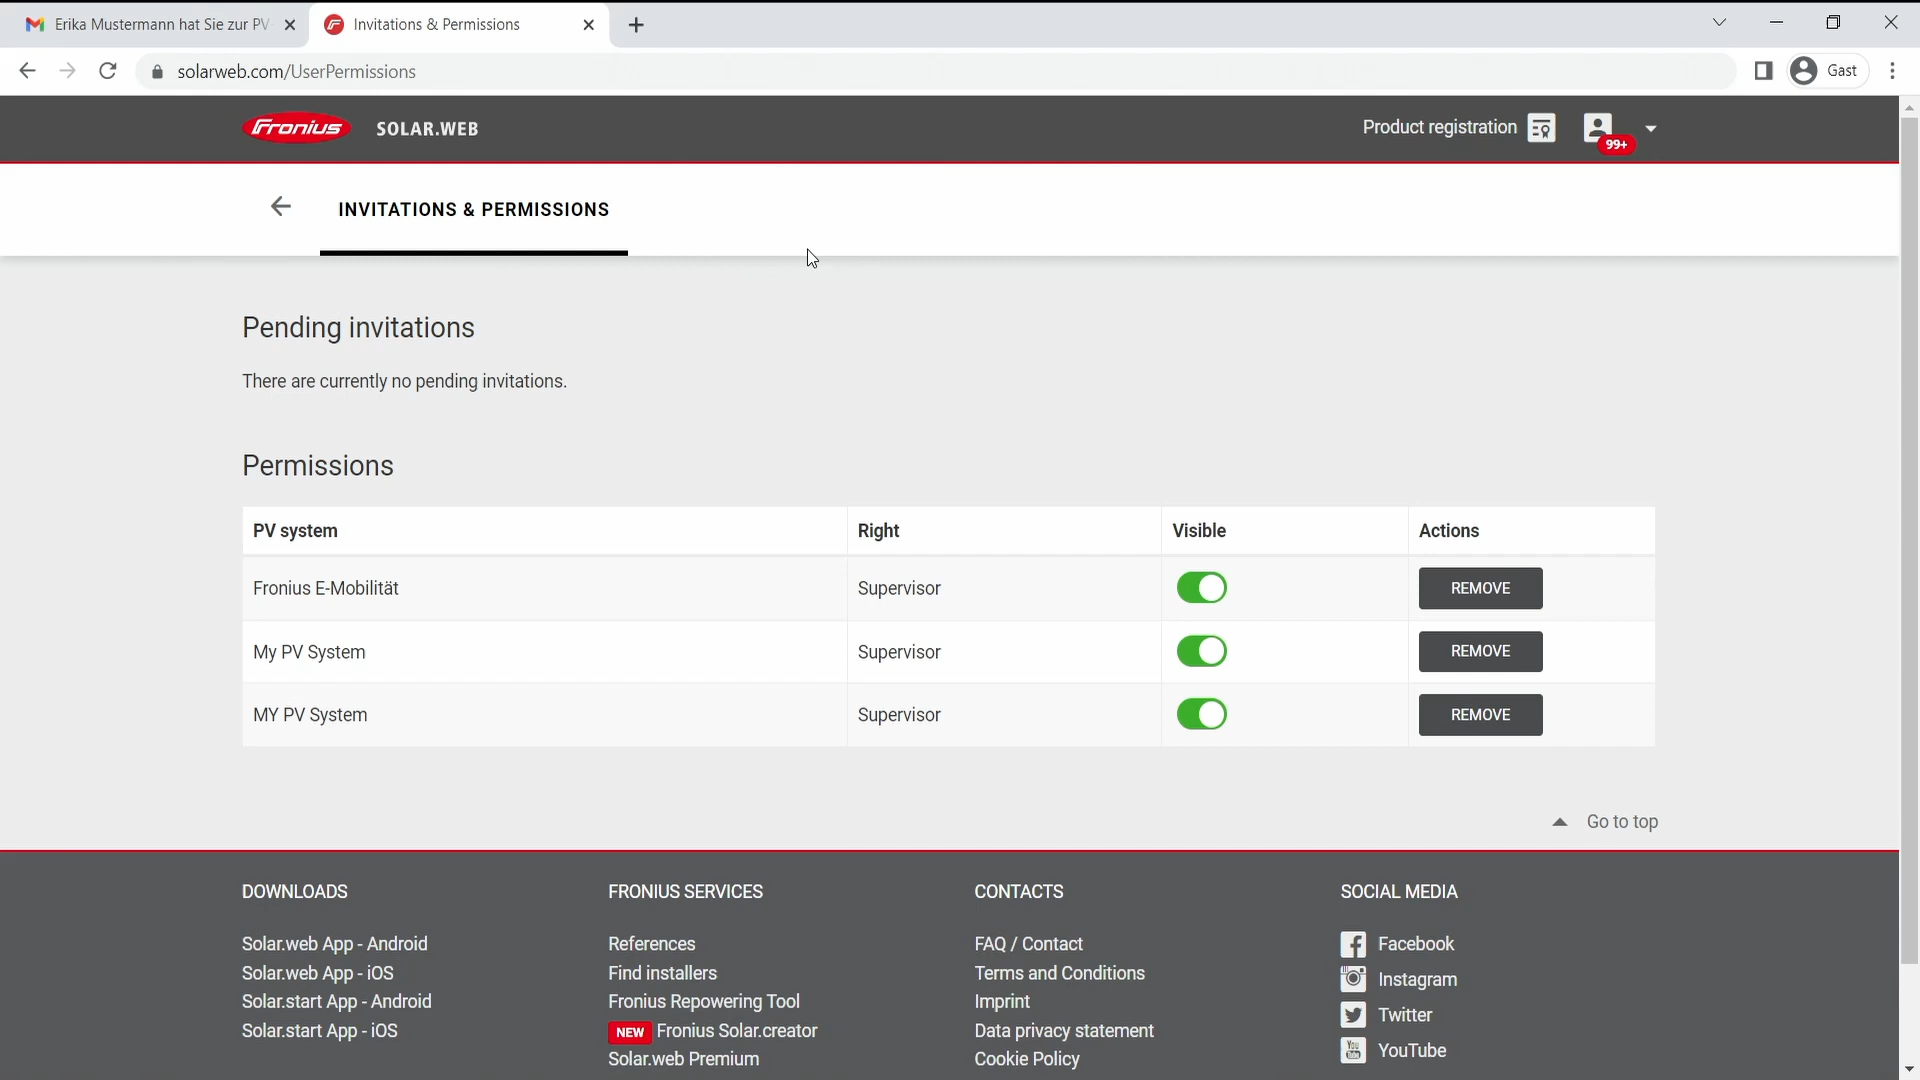 Erika Mustermann hat Sie zur PV
Invitations & Permissions
solarweb.com/UserPermissions
Gast
Fronius
SOLAR.WEB
Product registration
99+
INVITATIONS & PERMISSIONS
Pending invitations
There are currently no pending invitations.
Permissions
PV system Right Visible Actions
Fronius E-Mobilität Supervisor REMOVE
My PV System Supervisor REMOVE
MY PV System Supervisor REMOVE
Go to top
DOWNLOADS
Solar.web App - Android
Solar.web App - iOS
Solar.start App - Android
Solar.start App - iOS
FRONIUS SERVICES
References
Find installers
Fronius Repowering Tool
NEW Fronius Solar.creator
Solar.web Premium
CONTACTS
FAQ / Contact
Terms and Conditions
Imprint
Data privacy statement
Cookie Policy
SOCIAL MEDIA
Facebook
Instagram
Twitter
You Tube YouTube